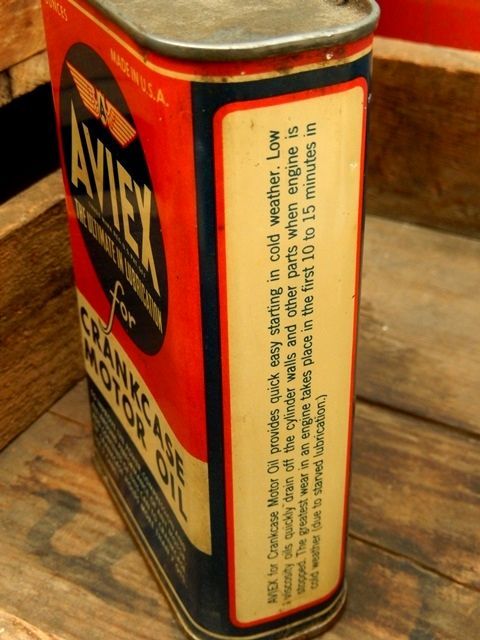 OUNCES
MADE IN U.S.A.
AVIEX
THE ULTIMATE IN LUBRICATION
for
CRANKCASE
MOTOR OIL
AVIEX for Crankcase Motor Oil provides quick easy starting in cold weather. Low
viscosity oils quickly drain off the cylinder walls and other parts when engine is
stopped. The greatest wear in an engine takes place in the first 10 to 15 minutes in
cold weather (due to starved lubrication.)